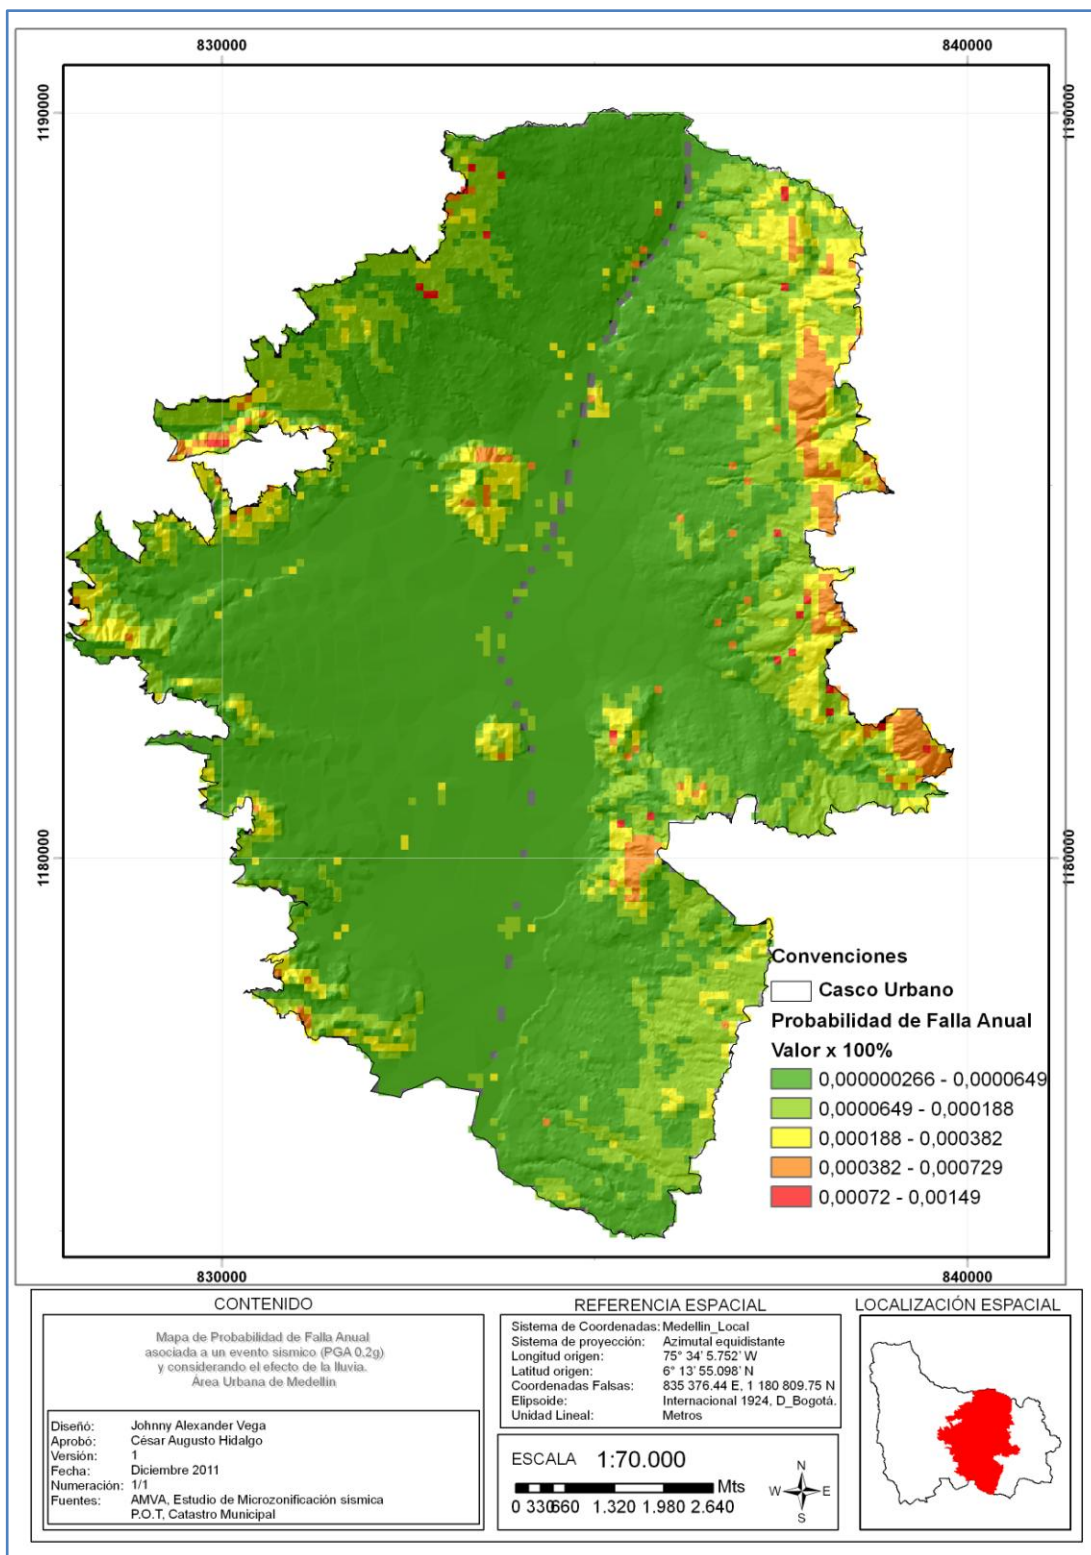 830000
840000
1190000
1190000
1180000
1180000
Convenciones
Casco Urbano
Probabilidad de Falla Anual
Valor x 100%
0,000000266 - 0,0000649
0,0000649 - 0,000188
0,000188 - 0,000382
0,000382 - 0,000729
0,00072 - 0,00149
830000
840000
CONTENIDO
Mapa de Probabilidad de Falla Anual
asociada a un evento sísmico (PGA 0,2g)
y considerando el efecto de la lluvia.
Área Urbana de Medellín
Diseñó: Johnny Alexander Vega
Aprobó: César Augusto Hidalgo
Versión: 1
Fecha: Diciembre 2011
Numeración: 1/1
Fuentes: AMVA, Estudio de Microzonificación sísmica
P.O.T, Catastro Municipal
REFERENCIA ESPACIAL
Sistema de Coordenadas: Medellin_Local
Sistema de proyección: Azimutal equidistante
Longitud origen: 75° 34' 5.752' W
Latitud origen: 6° 13' 55.098' N
Coordenadas Falsas: 835 376.44 E, 1 180 809.75 N
Elipsoide: Internacional 1924, D_Bogotá.
Unidad Lineal: Metros
ESCALA 1:70.000
Mts
0 330 660 1.320 1.980 2.640
N
W E
S
LOCALIZACIÓN ESPACIAL